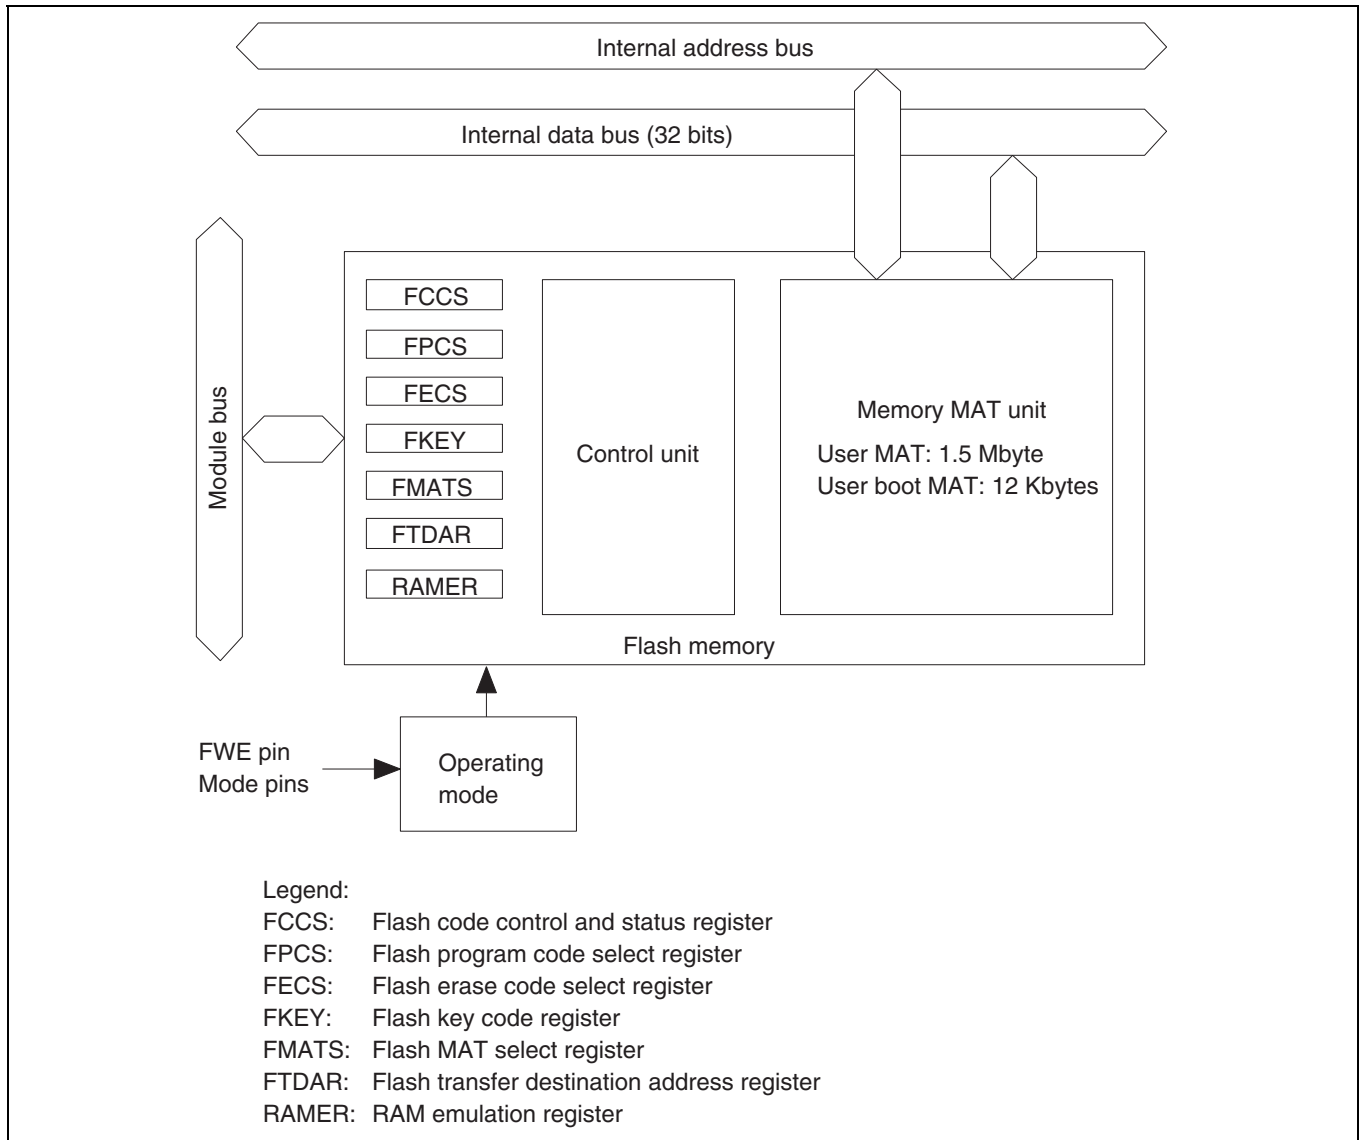 Internal address bus
Internal data bus (32 bits)
Module bus
FCCS
FPCS
FECS
FKEY
FMATS
FTDAR
RAMER
Control unit
Memory MAT unit
User MAT: 1.5 Mbyte
User boot MAT: 12 Kbytes
Flash memory
FWE pin
Mode pins
Operating
mode
Legend:
FCCS: Flash code control and status register
FPCS: Flash program code select register
FECS: Flash erase code select register
FKEY: Flash key code register
FMATS: Flash MAT select register
FTDAR: Flash transfer destination address register
RAMER: RAM emulation register